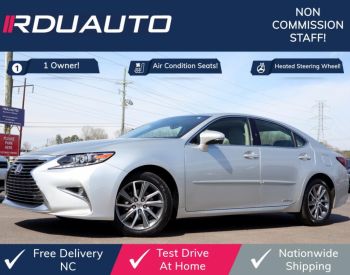 RDUAUTO
NON
COMMISSION
STAFF!
1 Owner!
Air Condition Seats!
Heated Steering Wheel!
Free Delivery
NC
Test Drive
At Home
Nationwide
Shipping